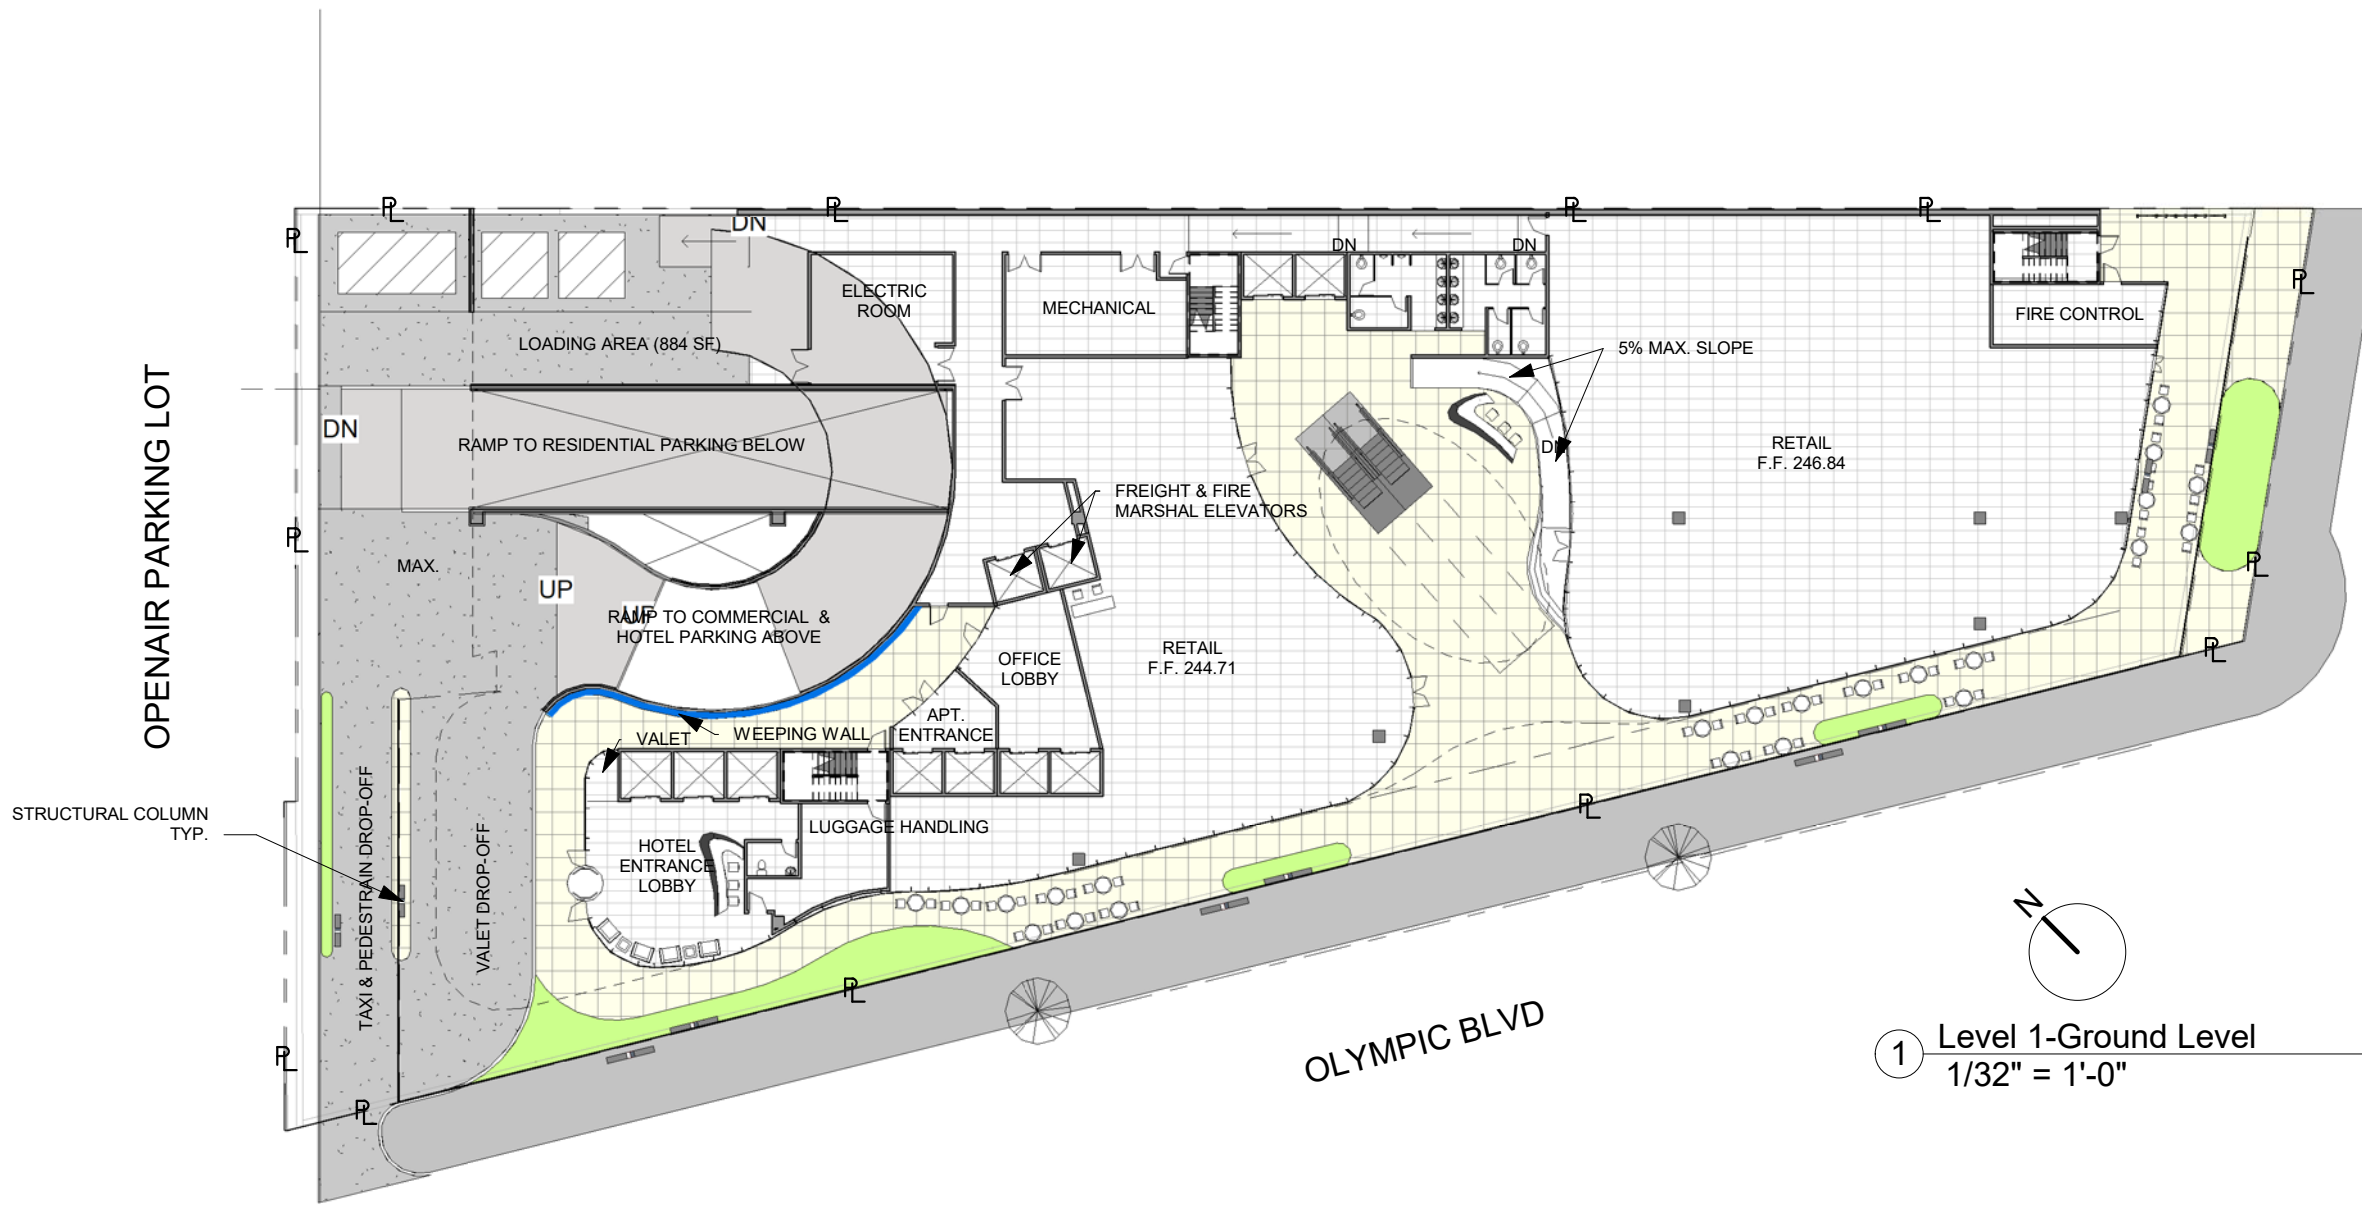 DN
DN
DN
ELECTRIC
ROOM
MECHANICAL
FIRE CONTROL
LOADING AREA (884 SF)
5% MAX. SLOPE
OPENAIR PARKING LOT
DN
RAMP TO RESIDENTIAL PARKING BELOW
DN
RETAIL
F.F. 246.84
FREIGHT & FIRE
MARSHAL ELEVATORS
MAX.
UP
UP
RAMP TO COMMERCIAL &
HOTEL PARKING ABOVE
OFFICE
LOBBY
RETAIL
F.F. 244.71
APT.
ENTRANCE
WEEPING WALL
VALET
STRUCTURAL COLUMN
TYP.
TAXI & PEDESTRAIN DROP-OFF
VALET DROP-OFF
LUGGAGE HANDLING
HOTEL
ENTRANCE
LOBBY
N
OLYMPIC BLVD
1
Level 1-Ground Level
1/32" = 1'-0"
PL
PL
PL
PL
PL
PL
PL
PL
PL
PL
PL
PL
PL